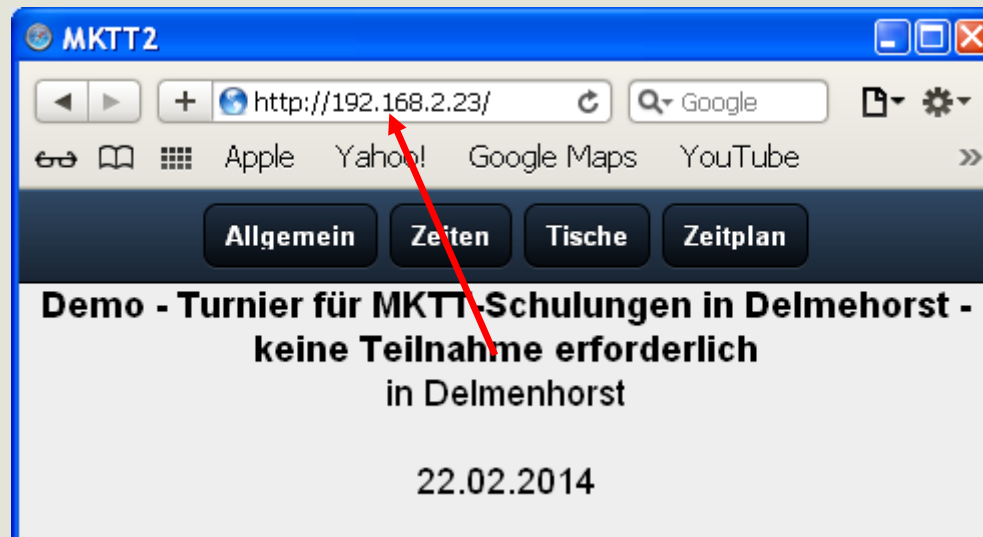 MKTT2
http://192.168.2.23/ Google
Apple Yahoo! Google Maps YouTube
Allgemein Zeiten Tische Zeitplan
Demo - Turnier für MKTT-Schulungen in Delmehorst -
keine Teilnahme erforderlich
in Delmenhorst
22.02.2014